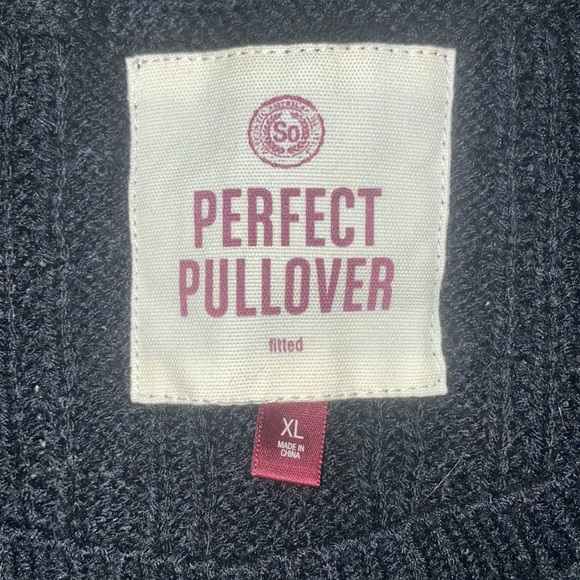 So
PERFECT
PULLOVER
fitted
XL
MADE IN
CHINA